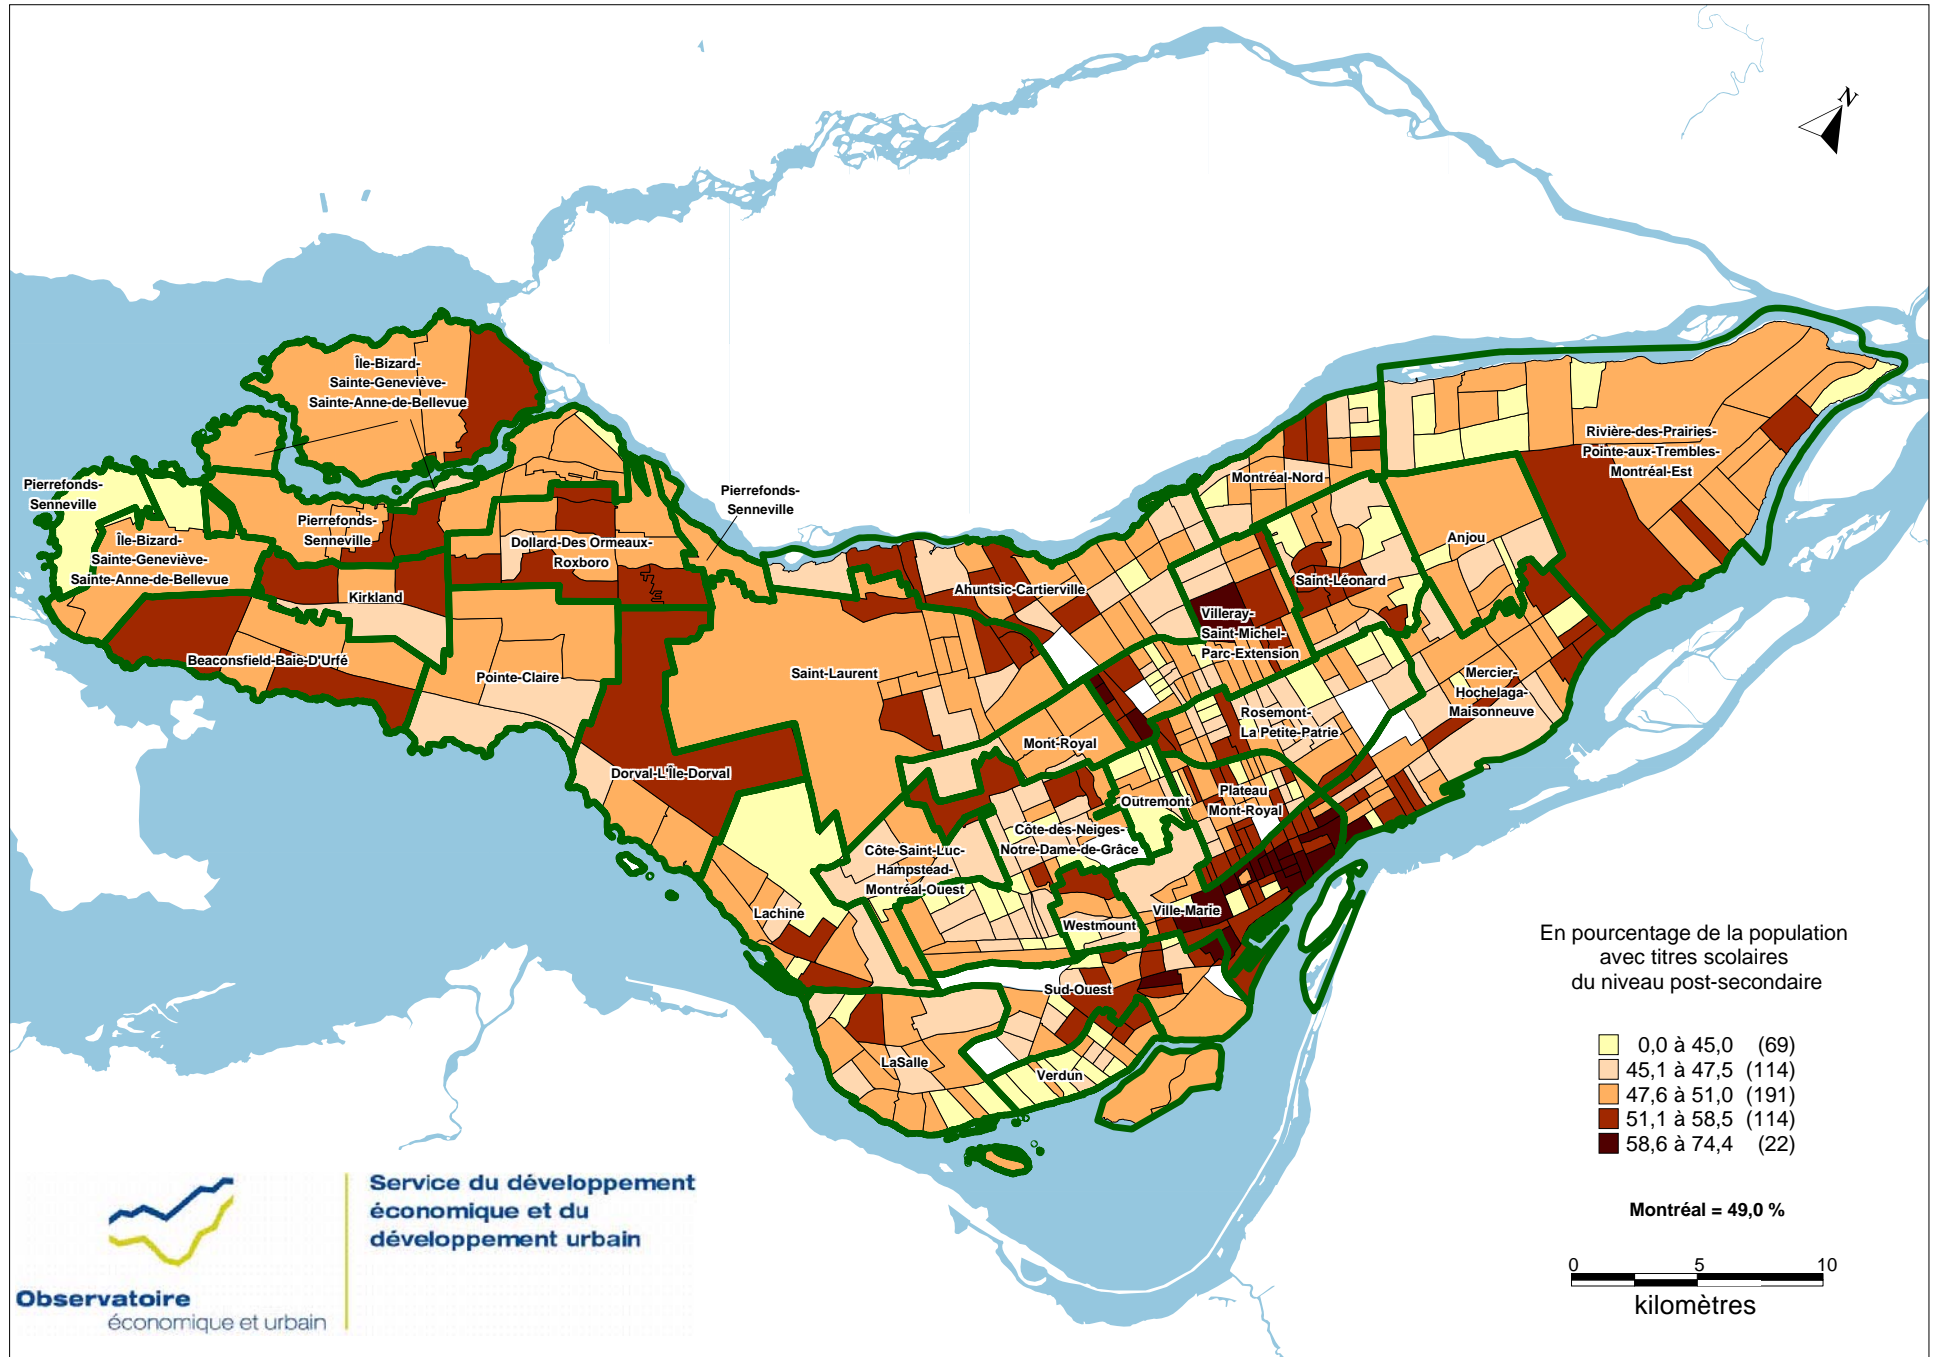 N
Île-Bizard-
Sainte-Geneviève-
Sainte-Anne-de-Bellevue
Pierrefonds-
Senneville
Île-Bizard-
Sainte-Geneviève-
Sainte-Anne-de-Bellevue
Pierrefonds-
Senneville
Dollard-Des Ormeaux-
Roxboro
Pierrefonds-
Senneville
Kirkland
Beaconsfield-Baie-D'Urfé
Pointe-Claire
Dorval-L'Île-Dorval
Saint-Laurent
Ahuntsic-Cartierville
Montréal-Nord
Rivière-des-Prairies-
Pointe-aux-Trembles-
Montréal-Est
Anjou
Saint-Léonard
Villeray-
Saint-Michel-
Parc-Extension
Mercier-
Hochelaga-
Maisonneuve
Rosemont-
La Petite-Patrie
Mont-Royal
Outremont
Plateau
Mont-Royal
Côte-des-Neiges-
Notre-Dame-de-Grâce
Côte-Saint-Luc-
Hampstead-
Montréal-Ouest
Lachine
Westmount
Ville-Marie
Sud-Ouest
LaSalle
Verdun
En pourcentage de la population
avec titres scolaires
du niveau post-secondaire
0,0 à 45,0 (69)
45,1 à 47,5 (114)
47,6 à 51,0 (191)
51,1 à 58,5 (114)
58,6 à 74,4 (22)
Montréal = 49,0 %
0 5 10
kilomètres
Service du développement
économique et du
développement urbain
Observatoire
économique et urbain